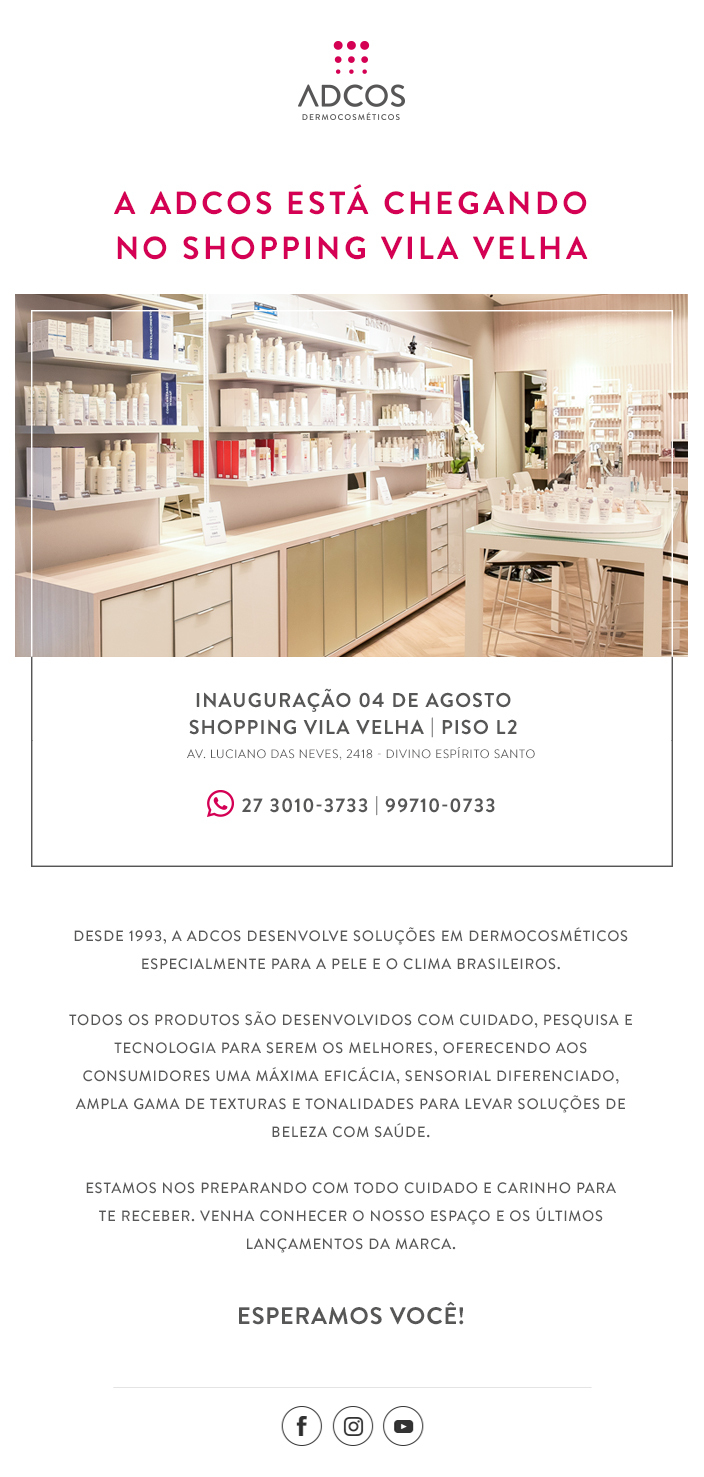 ADCOS
DERMOCOSMÉTICOS
A ADCOS ESTÁ CHEGANDO
NO SHOPPING VILA VELHA
INAUGURAÇÃO 04 DE AGOSTO
SHOPPING VILA VELHA | PISO L2
AV. LUCIANO DAS NEVES, 2418 - DIVINO ESPÍRITO SANTO
27 3010-3733 | 99710-0733
DESDE 1993, A ADCOS DESENVOLVE SOLUÇÕES EM DERMOCOSMÉTICOS
ESPECIALMENTE PARA A PELE E O CLIMA BRASILEIROS.
TODOS OS PRODUTOS SÃO DESENVOLVIDOS COM CUIDADO, PESQUISA E
TECNOLOGIA PARA SEREM OS MELHORES, OFERECENDO AOS
CONSUMIDORES UMA MÁXIMA EFICÁCIA, SENSORIAL DIFERENCIADO,
AMPLA GAMA DE TEXTURAS E TONALIDADES PARA LEVAR SOLUÇÕES DE
BELEZA COM SAÚDE.
ESTAMOS NOS PREPARANDO COM TODO CUIDADO E CARINHO PARA
TE RECEBER. VENHA CONHECER O NOSSO ESPAÇO E OS ÚLTIMOS
LANÇAMENTOS DA MARCA.
ESPERAMOS VOCÊ!